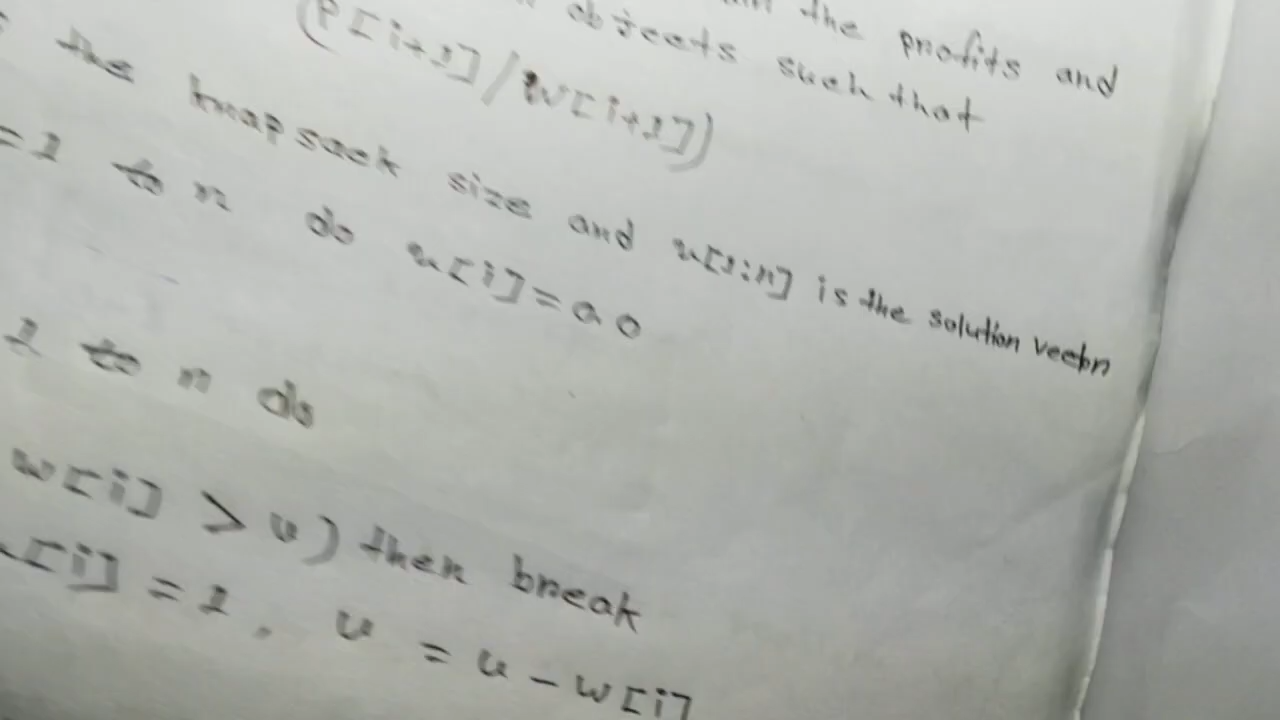 the profits and
objects such that
(P[i+1]/W[i+1])
the knapsack size and x[1:n] is the solution vector
=1 to n do x[i]=0.0
1 to n do
w[i] > u) then break
[i] = 1, u = u - w[i]